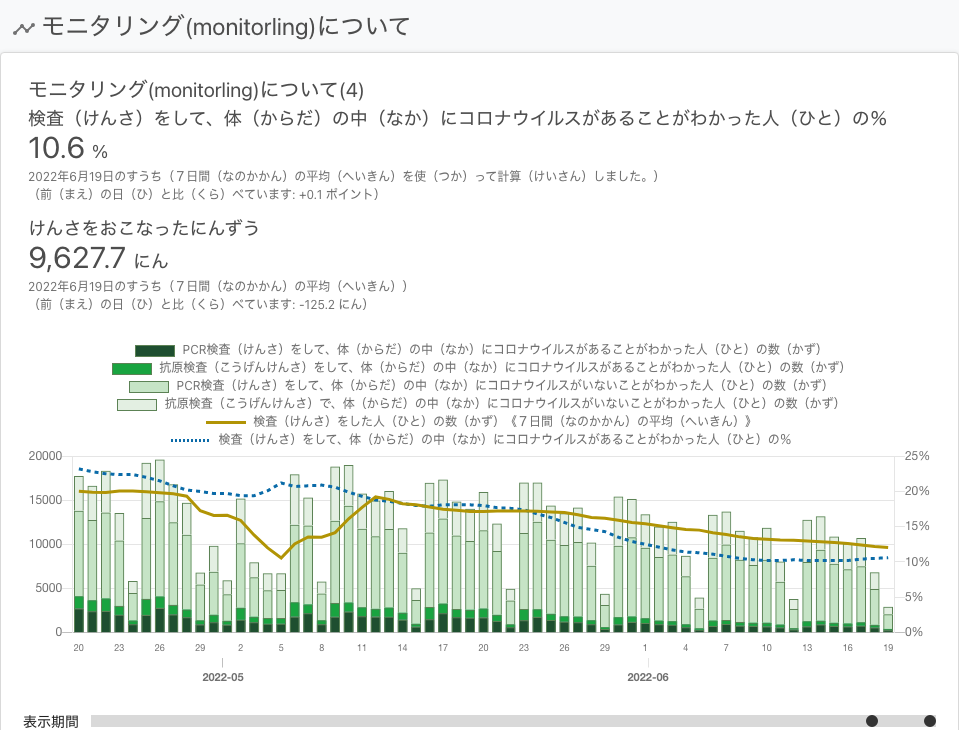 モニタリング(monitorling)について
モニタリング(monitorling)について(4)
検査（けんさ）をして、体（からだ）の中（なか）にコロナウイルスがあることがわかった人（ひと）の%
10.6 %
2022年6月19日のすうち（７日間（なのかかん）の平均（へいきん）を使（つか）って計算（けいさん）しました。）
（前（まえ）の日（ひ）と比（くら）べています: +0.1 ポイント）
けんさをおこなったにんずう
9,627.7 にん
2022年6月19日のすうち（７日間（なのかかん）の平均（へいきん））
（前（まえ）の日（ひ）と比（くら）べています: -125.2 にん）
PCR検査（けんさ）をして、体（からだ）の中（なか）にコロナウイルスがあることがわかった人（ひと）の数（かず）
抗原検査（こうげんけんさ）をして、体（からだ）の中（なか）にコロナウイルスがあることがわかった人（ひと）の数（かず）
PCR検査（けんさ）をして、体（からだ）の中（なか）にコロナウイルスがいないことがわかった人（ひと）の数（かず）
抗原検査（こうげんけんさ）で、体（からだ）の中（なか）にコロナウイルスがいないことがわかった人（ひと）の数（かず）
検査（けんさ）をした人（ひと）の数（かず）《７日間（なのかかん）の平均（へいきん）》
検査（けんさ）をして、体（からだ）の中（なか）にコロナウイルスがあることがわかった人（ひと）の%
20000 25%
15000 20%
15%
10000 10%
5000 5%
0 0%
20 23 26 29 2 5 8 11 14 17 20 23 26 29 1 4 7 10 13 16 19
2022-05 2022-06
表示期間